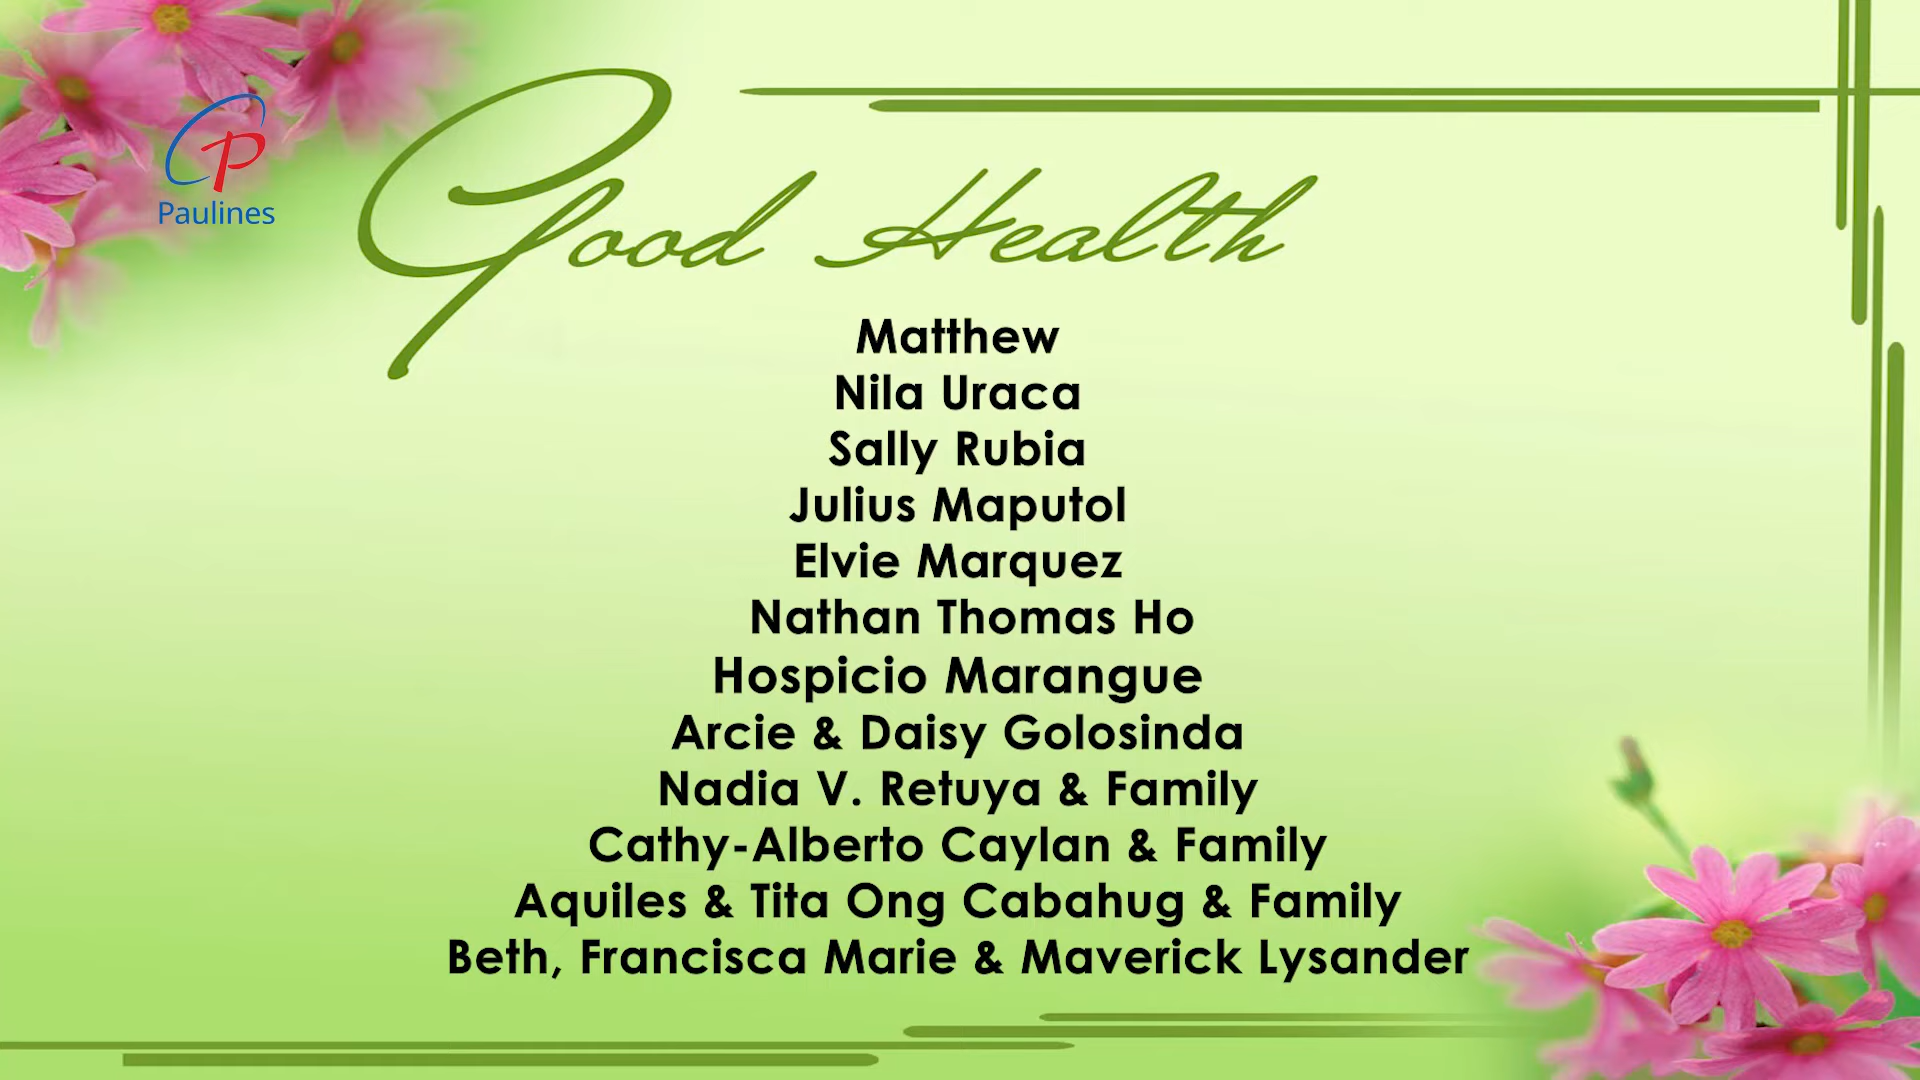 Paulines
Good Health
Matthew
Nila Uraca
Sally Rubia
Julius Maputol
Elvie Marquez
Nathan Thomas Ho
Hospicio Marangue
Arcie & Daisy Golosinda
Nadia V. Retuya & Family
Cathy-Alberto Caylan & Family
Aquiles & Tita Ong Cabahug & Family
Beth, Francisca Marie & Maverick Lysander